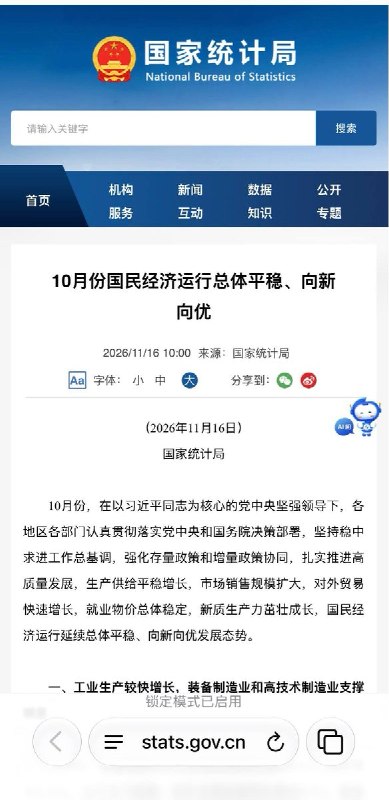 国家统计局
National Bureau of Statistics
请输入关键字
搜索
首页
机构 新闻 数据 公开
服务 互动 知识 专题
10月份国民经济运行总体平稳、向新
向优
2026/11/16 10:00 来源：国家统计局
Aa 字体： 小 中 大 分享到：
AI问
（2026年11月16日）
国家统计局
10月份，在以习近平同志为核心的党中央坚强领导下，各
地区各部门认真贯彻落实党中央和国务院决策部署，坚持稳中
求进工作总基调，强化存量政策和增量政策协同，扎实推进高
质量发展，生产供给平稳增长，市场销售规模扩大，对外贸易
快速增长，就业物价总体稳定，新质生产力茁壮成长，国民经
济运行延续总体平稳、向新向优发展态势。
一、工业生产较快增长，装备制造业和高技术制造业支撑
锁定模式已启用
stats.gov.cn